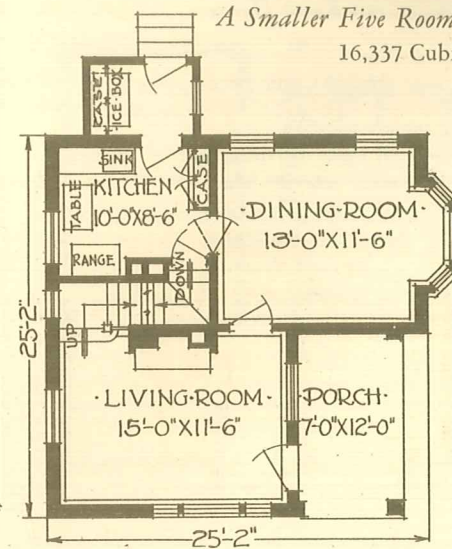 A Smaller Five Room
16,337 Cub
CASE
ICE-BOX
SINK
CASE
TABLE
KITCHEN
10'-0"X8'-6"
·DINING-ROOM·
13'-0"X11'-6"
RANGE
DOWN
UP
25'-2"
·LIVING-ROOM·
15'-0"X11'-6"
·PORCH·
7'-0"X12'-0"
25'-2"